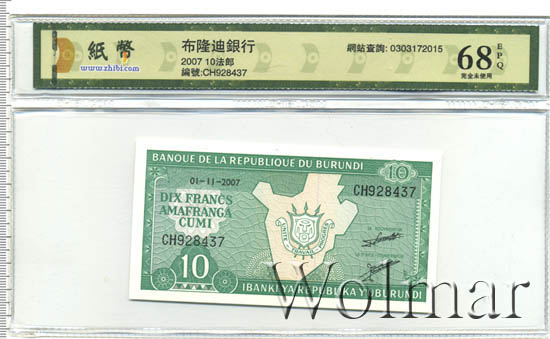 紙幣
www.zhibi.com
布隆迪銀行
2007 10法郎
編號:CH928437
網站查詢: 0303172015
68 EPQ
完全未使用
BANQUE DE LA REPUBLIQUE DU BURUNDI
10
01-11-2007
CH928437
DIX FRANCS
AMAFRANGA
CUMI
CH928437
10
IBANKI YA REPUBLIKA Y'UBURUNDI
Wolmar